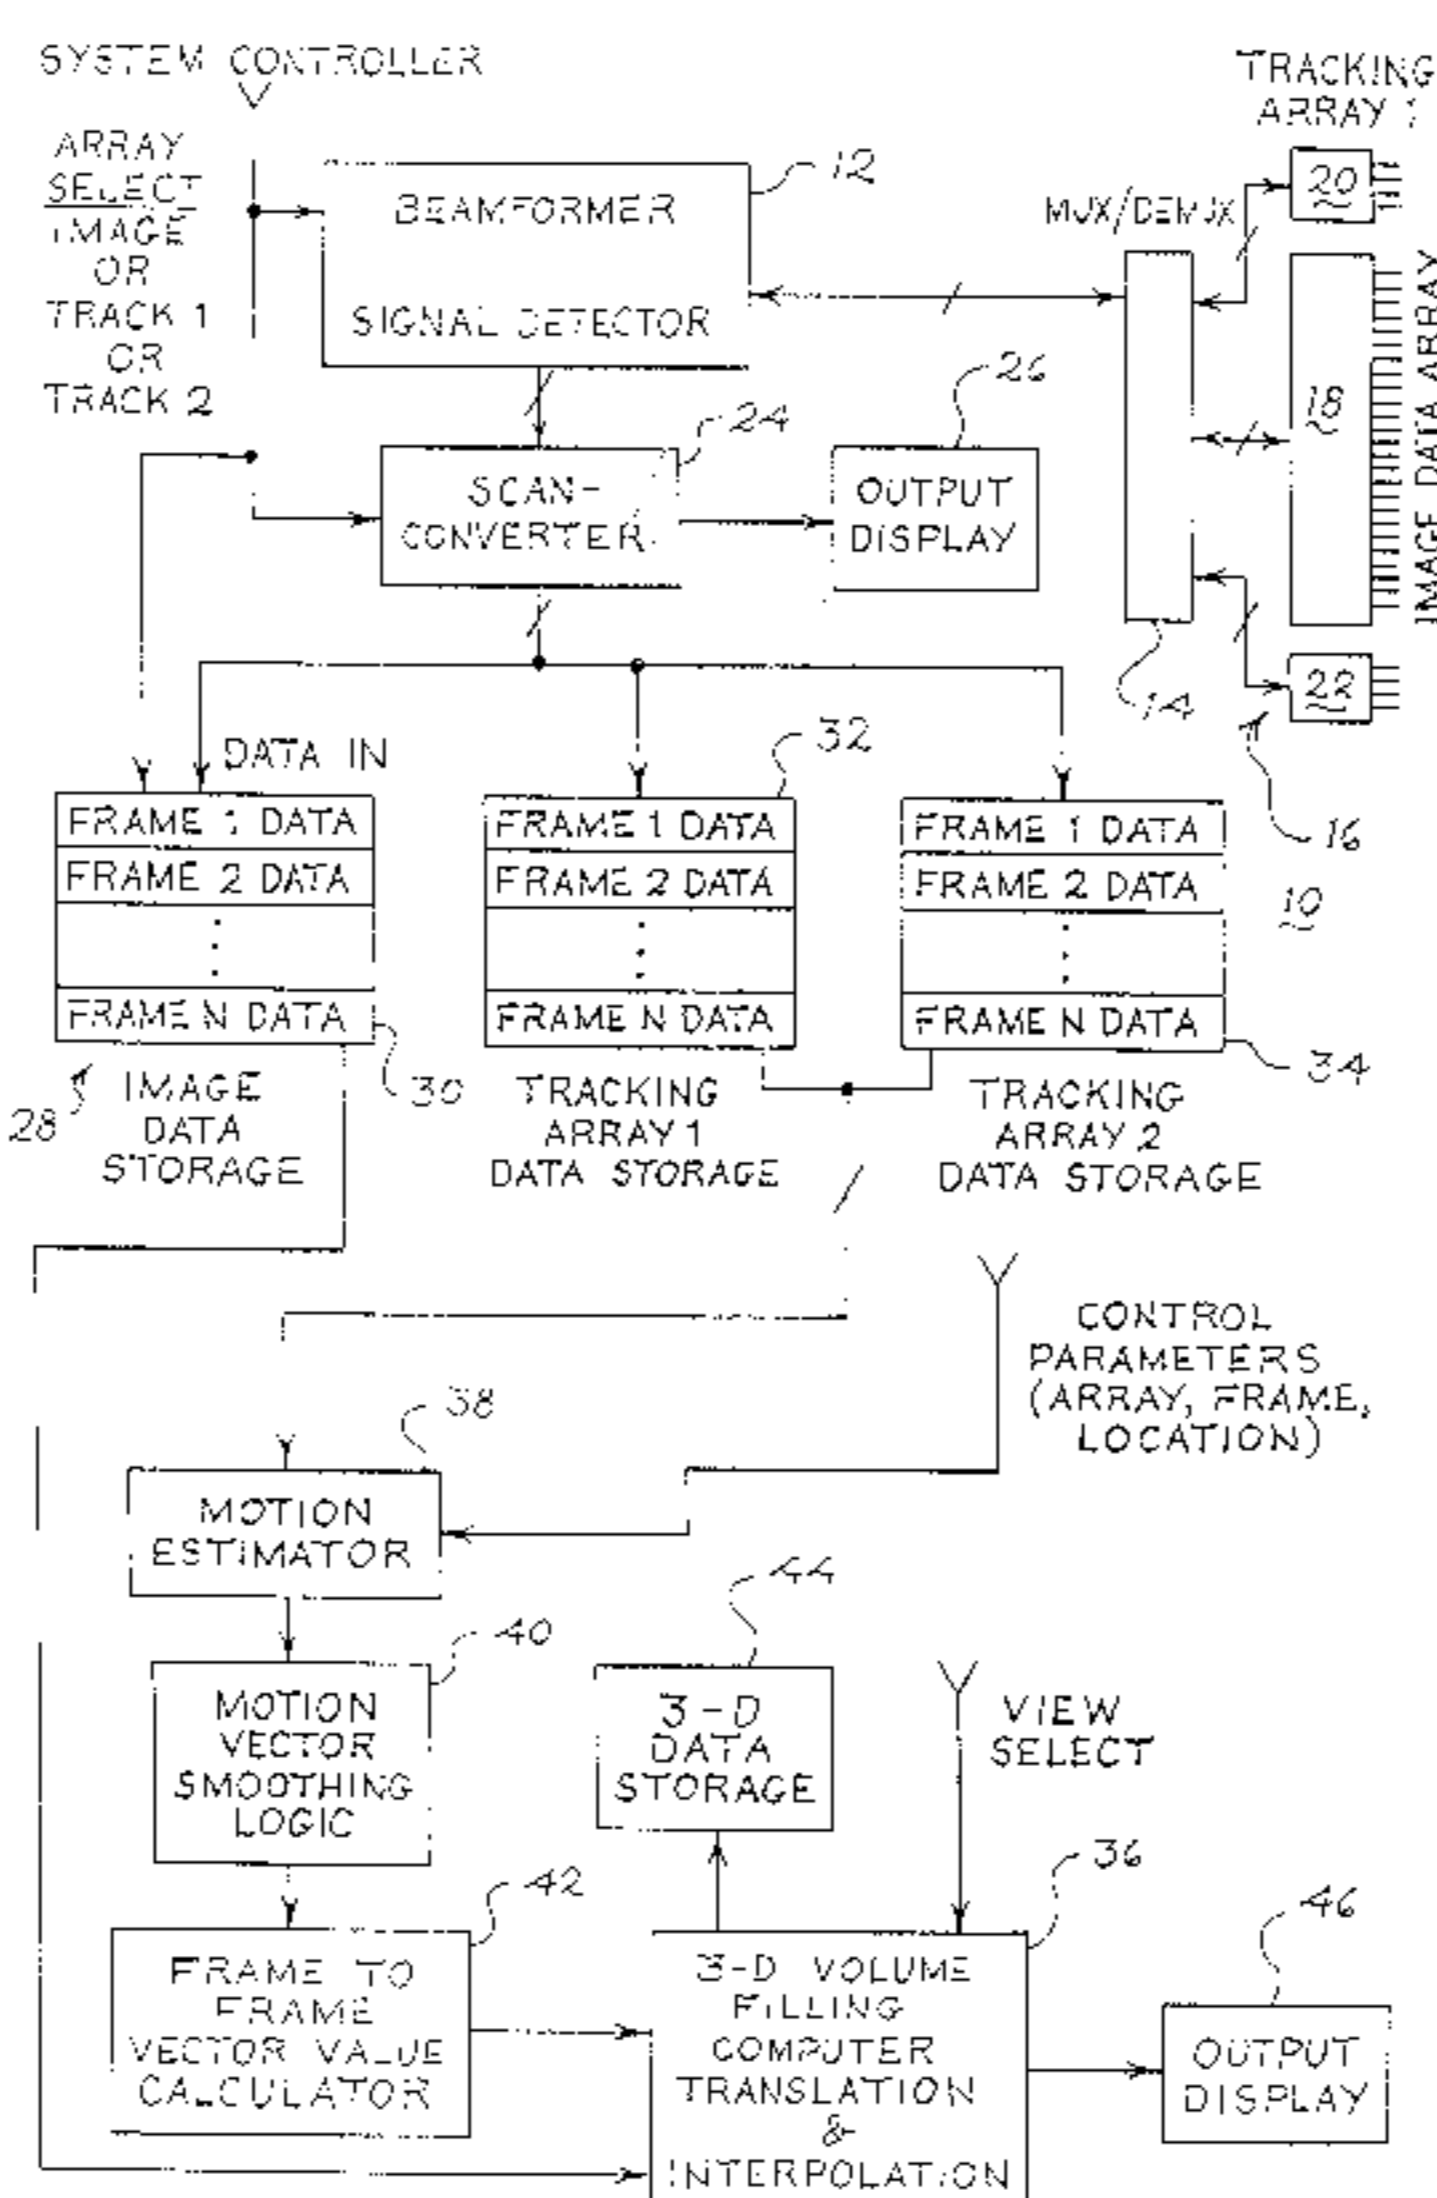 SYSTEM CONTROLLER
ARRAY
SELECT
IMAGE
OR
TRACK 1
OR
TRACK 2
BEAMFORMER
SIGNAL DETECTOR
12
MUX/DEMUX
TRACKING
ARRAY 1
20
18
IMAGE DATA ARRAY
22
14
16
10
SCAN-
CONVERTER
24
OUTPUT
DISPLAY
26
DATA IN
FRAME 1 DATA
FRAME 2 DATA
FRAME N DATA
30
28
IMAGE
DATA
STORAGE
32
FRAME 1 DATA
FRAME 2 DATA
FRAME N DATA
TRACKING
ARRAY 1
DATA STORAGE
FRAME 1 DATA
FRAME 2 DATA
FRAME N DATA
34
TRACKING
ARRAY 2
DATA STORAGE
CONTROL
PARAMETERS
(ARRAY, FRAME,
LOCATION)
38
MOTION
ESTIMATOR
40
MOTION
VECTOR
SMOOTHING
LOGIC
42
FRAME TO
FRAME
VECTOR VALUE
CALCULATOR
44
3-D
DATA
STORAGE
VIEW
SELECT
36
3-D VOLUME
FILLING
COMPUTER
TRANSLATION
&
INTERPOLATION
46
OUTPUT
DISPLAY